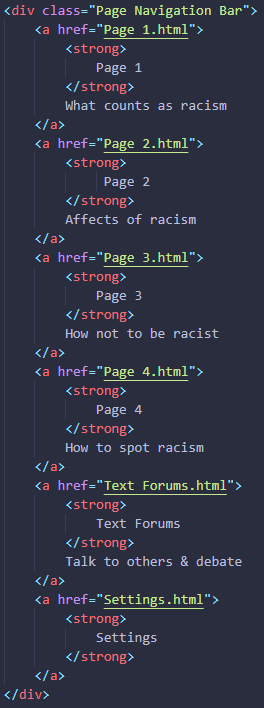 <div class="Page Navigation Bar">
<a href="Page 1.html">
<strong>
Page 1
</strong>
What counts as racism
</a>
<a href="Page 2.html">
<strong>
Page 2
</strong>
Affects of racism
</a>
<a href="Page 3.html">
<strong>
Page 3
</strong>
How not to be racist
</a>
<a href="Page 4.html">
<strong>
Page 4
</strong>
How to spot racism
</a>
<a href="Text Forums.html">
<strong>
Text Forums
</strong>
Talk to others & debate
</a>
<a href="Settings.html">
<strong>
Settings
</strong>
</a>
</div>